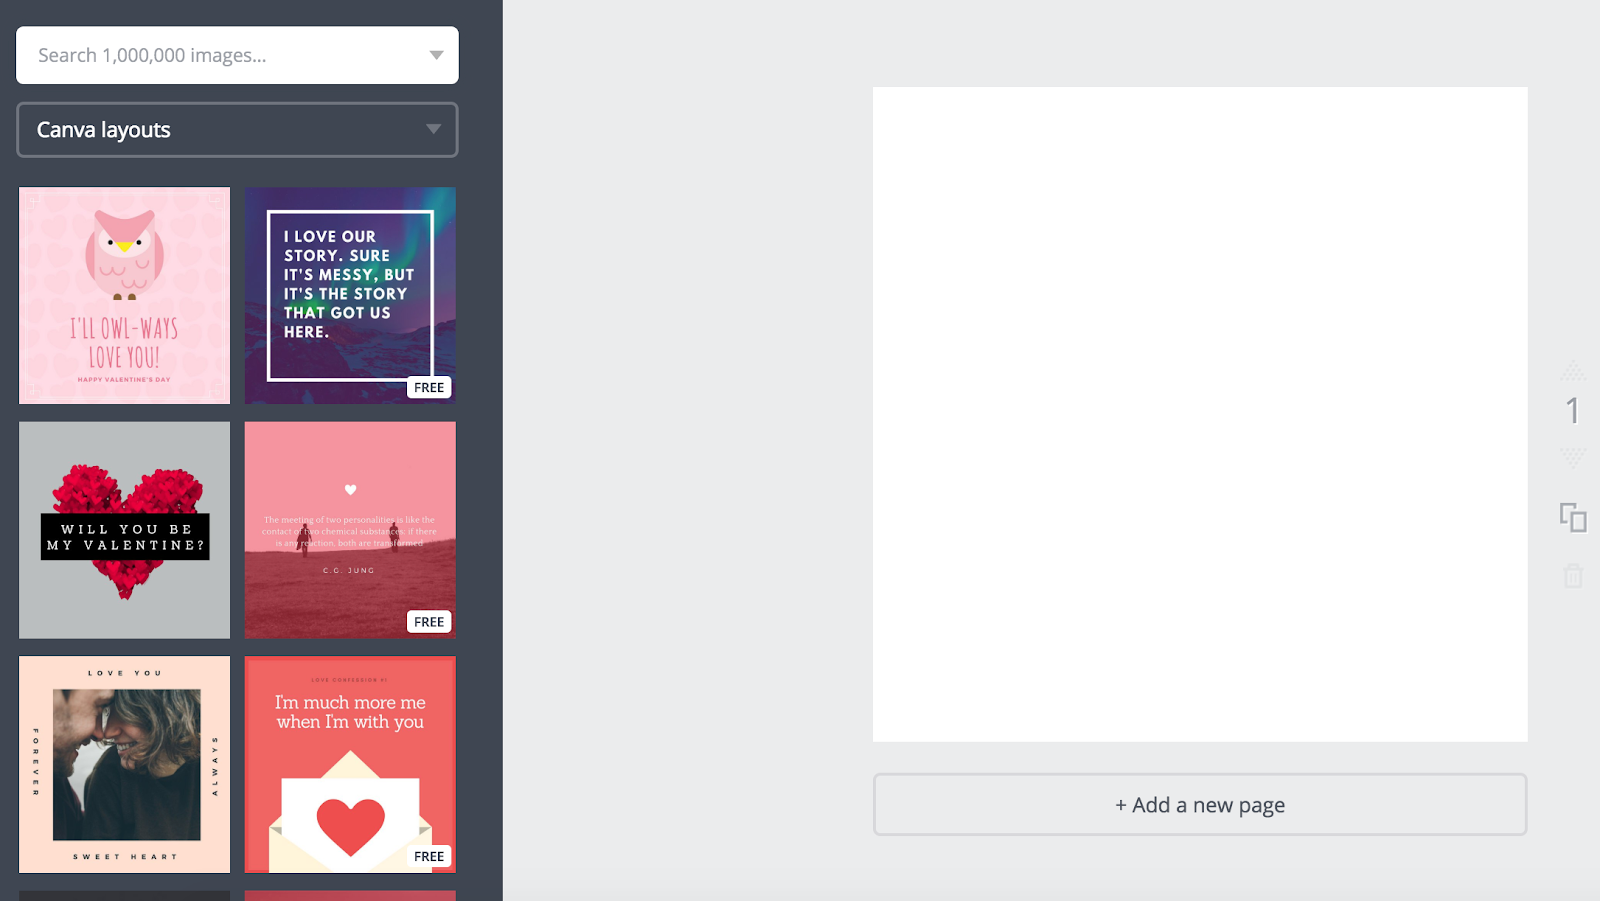 Search 1,000,000 images...
Canva layouts
I'LL OWL-WAYS
LOVE YOU!
HAPPY VALENTINE'S DAY
I LOVE OUR
STORY. SURE
IT'S MESSY, BUT
IT'S THE STORY
THAT GOT US
HERE.
FREE
WILL YOU BE
MY VALENTINE?
The meeting of two personalities is like the
contact of two chemical substances: if there
is any reaction, both are transformed
C.G. JUNG
FREE
LOVE YOU
FOREVER
ALWAYS
SWEET HEART
LOVE CONFESSION #1
I'm much more me
when I'm with you
FREE
1
+ Add a new page